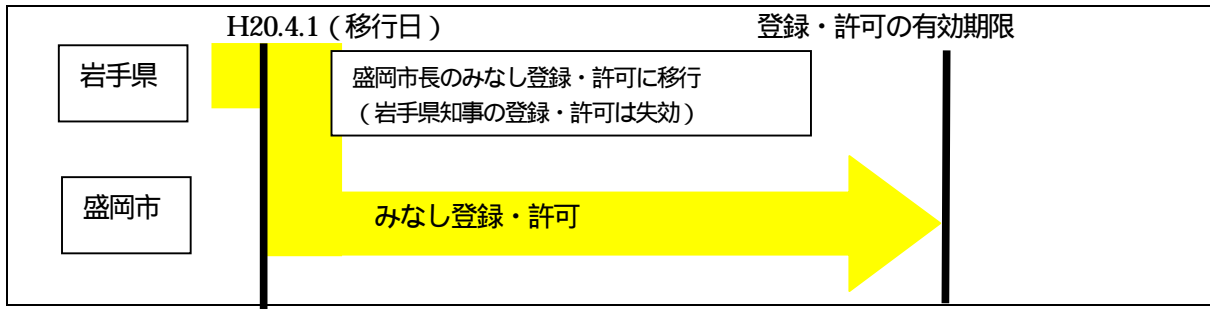 H20.4.1(移行日)
登録・許可の有効期限
岩手県
盛岡市長のみなし登録・許可に移行
(岩手県知事の登録・許可は失効)
盛岡市
みなし登録・許可